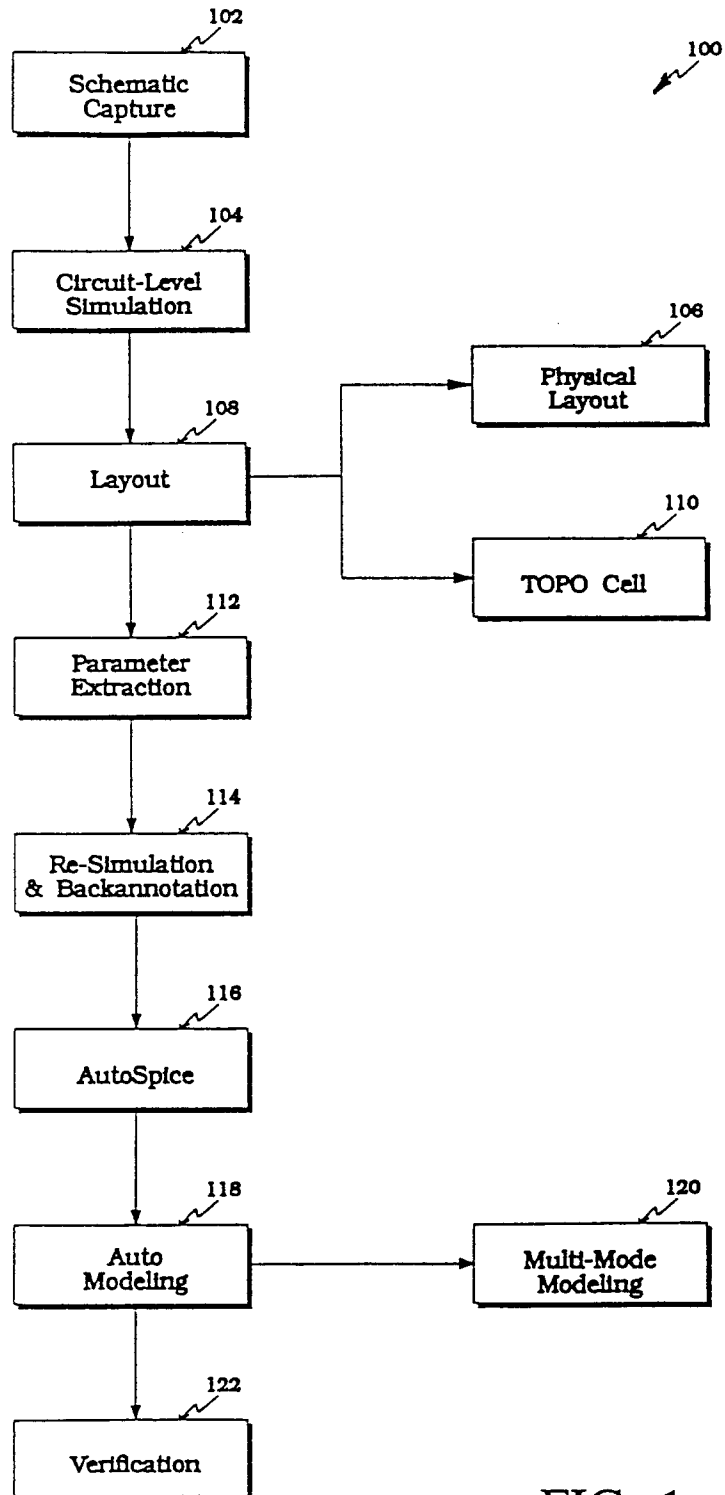 102
100
Schematic
Capture
104
Circuit-Level
Simulation
106
Physical
Layout
108
Layout
110
TOPO Cell
112
Parameter
Extraction
114
Re-Simulation
& Backannotation
116
AutoSpice
118
Auto
Modeling
120
Multi-Mode
Modeling
122
Verification
FIG. 1